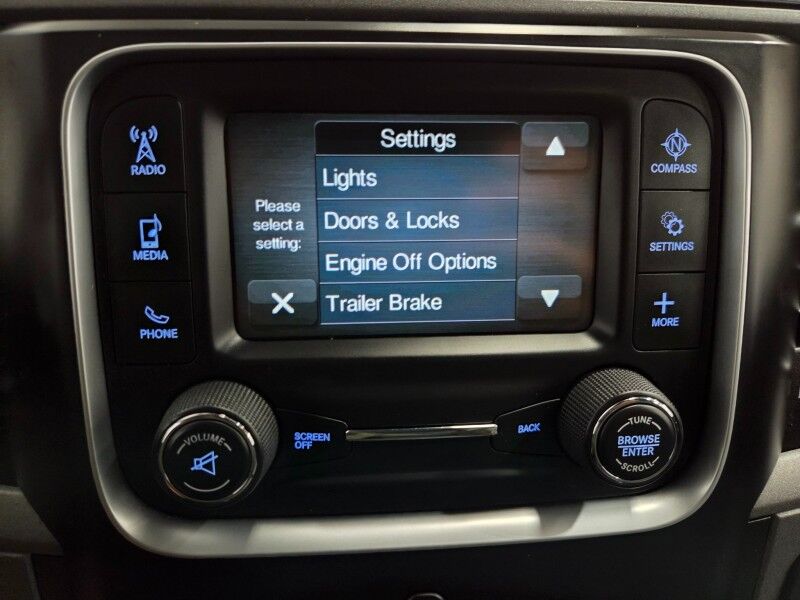 RADIO
MEDIA
PHONE
Settings
Please
select a
setting:
Lights
Doors & Locks
Engine Off Options
Trailer Brake
N
COMPASS
SETTINGS
MORE
VOLUME
SCREEN
OFF
BACK
TUNE
BROWSE
ENTER
SCROLL